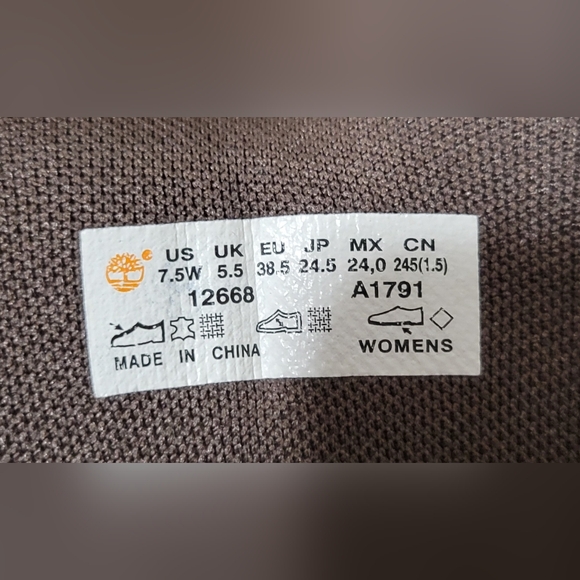 US UK EU JP MX CN
7.5W 5.5 38.5 24.5 24,0 245(1.5)
12668 A1791
MADE IN CHINA WOMENS